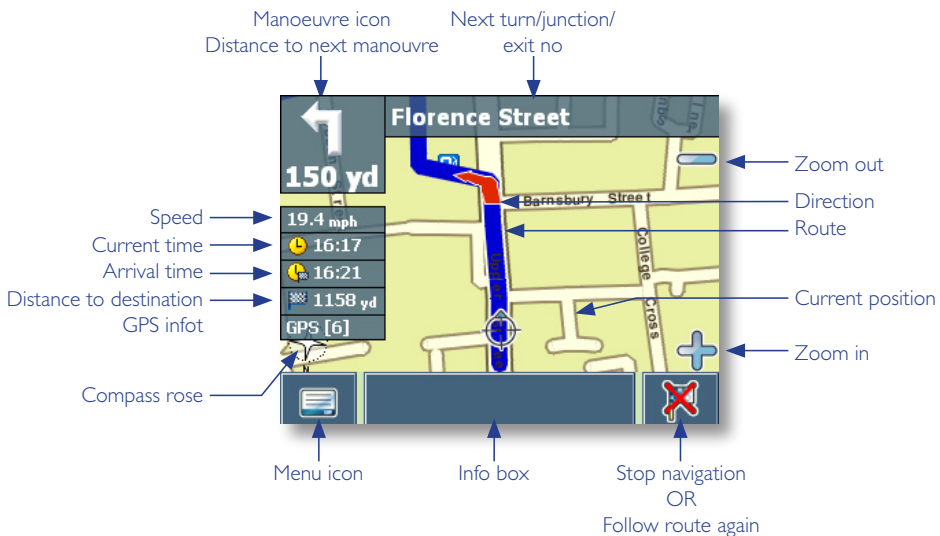 Manoeuvre icon
Distance to next manouvre
Next turn/junction/
exit no
Florence Street
150 yd
Zoom out
Direction
Barnsbury Street
Route
Speed
19.4 mph
Current time
16:17
Arrival time
16:21
Distance to destination
1158 yd
GPS infot
GPS [6]
College Cross
Upper
Current position
Zoom in
Compass rose
N
Menu icon
Info box
Stop navigation
OR
Follow route again